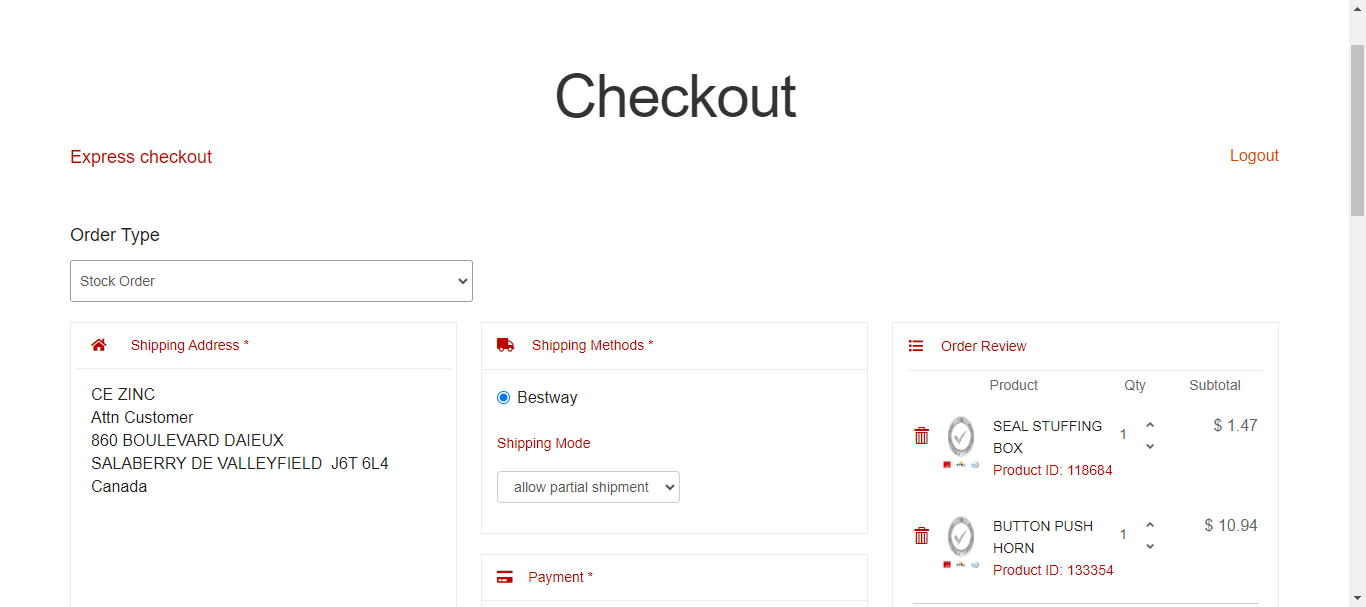 Checkout
Express checkout
Logout
Order Type
Stock Order
Shipping Address *
CE ZINC
Attn Customer
860 BOULEVARD DAIEUX
SALABERRY DE VALLEYFIELD  J6T 6L4
Canada
Shipping Methods *
Bestway
Shipping Mode
allow partial shipment
Payment *
Order Review
Product Qty Subtotal
SEAL STUFFING 1 $ 1.47
BOX
Product ID: 118684
BUTTON PUSH 1 $ 10.94
HORN
Product ID: 133354